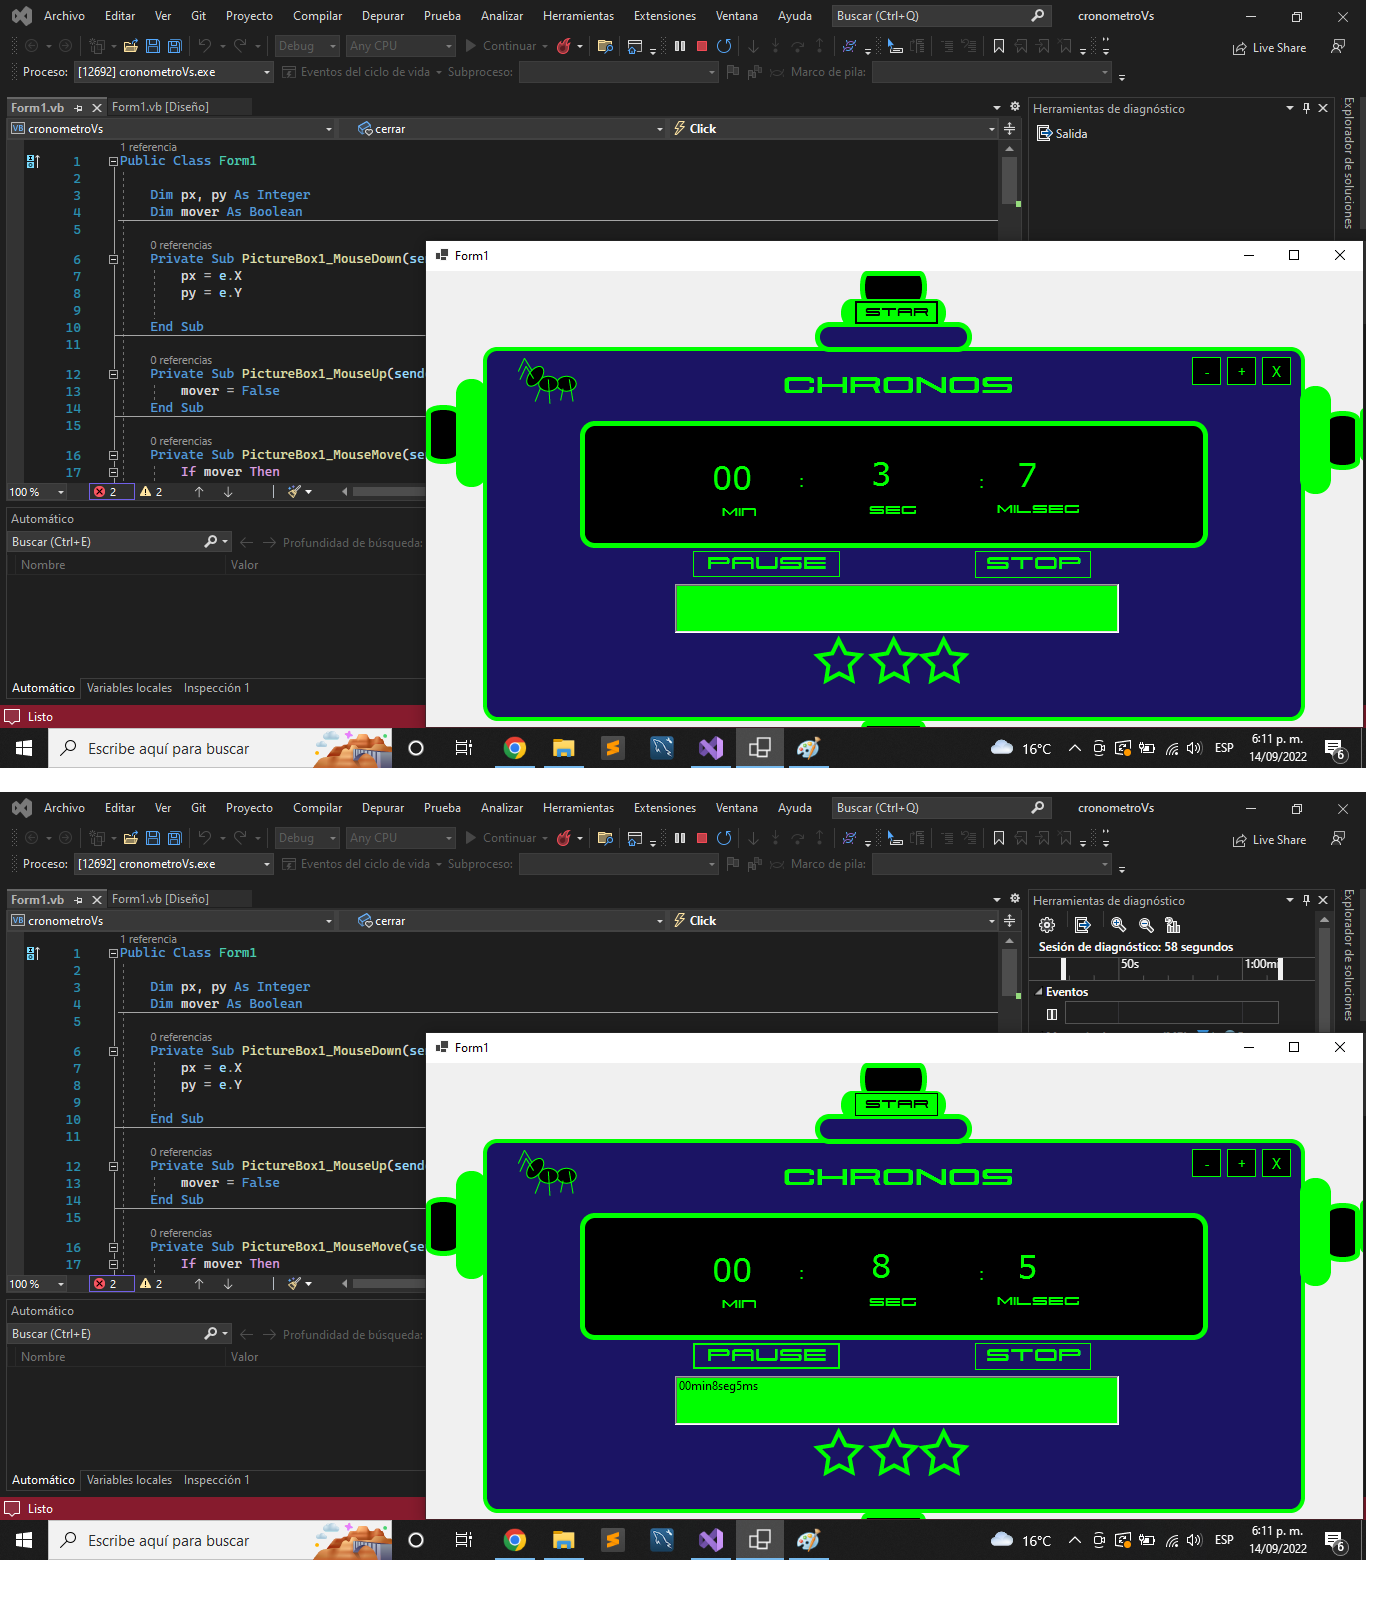 Archivo Editar Ver Git Proyecto Compilar Depurar Prueba Analizar Herramientas Extensiones Ventana Ayuda Buscar (Ctrl+Q) cronometroVs
Debug Any CPU Continuar Live Share
Proceso: [12692] cronometroVs.exe Eventos del ciclo de vida Subproceso: Marco de pila:
Form1.vb Form1.vb [Diseño] Herramientas de diagnóstico Explorador de soluciones
VB cronometroVs cerrar Click Salida
1 referencia
1 Public Class Form1
2
3 Dim px, py As Integer
4 Dim mover As Boolean
5
0 referencias
6 Private Sub PictureBox1_MouseDown(se
7 px = e.X
8 py = e.Y
9
10 End Sub
11
0 referencias
12 Private Sub PictureBox1_MouseUp(send
13 mover = False
14 End Sub
15
0 referencias
16 Private Sub PictureBox1_MouseMove(se
17 If mover Then
100 % 2 2
Automático
Buscar (Ctrl+E) Profundidad de búsqueda:
Nombre Valor
Automático Variables locales Inspección 1
Listo
Form1
STAR
CHRONOS - + X
00 : 3 : 7
MIN SEG MILSEG
PAUSE STOP
Escribe aquí para buscar 16°C ESP 6:11 p. m.
14/09/2022 6
Archivo Editar Ver Git Proyecto Compilar Depurar Prueba Analizar Herramientas Extensiones Ventana Ayuda Buscar (Ctrl+Q) cronometroVs
Debug Any CPU Continuar Live Share
Proceso: [12692] cronometroVs.exe Eventos del ciclo de vida Subproceso: Marco de pila:
Form1.vb Form1.vb [Diseño] Herramientas de diagnóstico Explorador de soluciones
VB cronometroVs cerrar Click
Sesión de diagnóstico: 58 segundos
50s 1:00m
Eventos
1 referencia
1 Public Class Form1
2
3 Dim px, py As Integer
4 Dim mover As Boolean
5
0 referencias
6 Private Sub PictureBox1_MouseDown(se
7 px = e.X
8 py = e.Y
9
10 End Sub
11
0 referencias
12 Private Sub PictureBox1_MouseUp(send
13 mover = False
14 End Sub
15
0 referencias
16 Private Sub PictureBox1_MouseMove(se
17 If mover Then
100 % 2 2
Automático
Buscar (Ctrl+E) Profundidad de búsqueda:
Nombre Valor
Automático Variables locales Inspección 1
Listo
Form1
STAR
CHRONOS - + X
00 : 8 : 5
MIN SEG MILSEG
PAUSE STOP
00min8seg5ms
Escribe aquí para buscar 16°C ESP 6:11 p. m.
14/09/2022 6